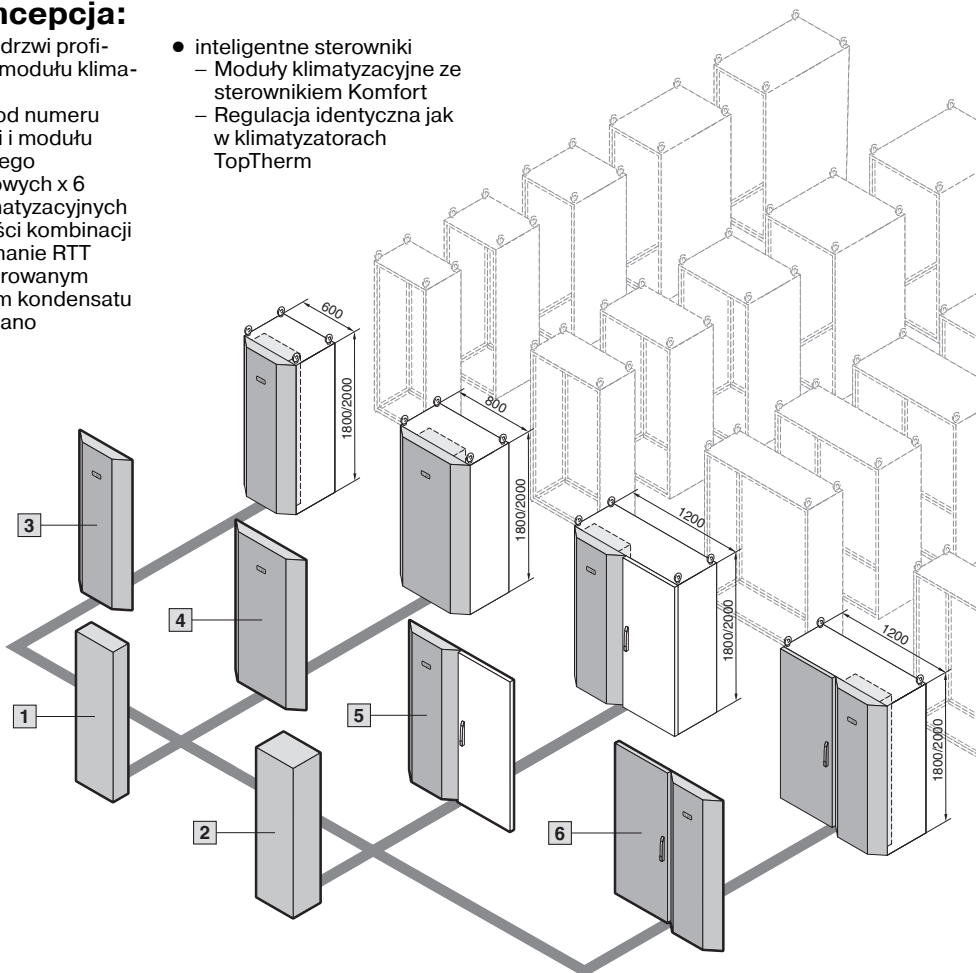 ncepcja:
drzwi profi-
modułu klima-
od numeru
i i modułu
ego
owych x 6
natyzacyjnych
ści kombinacji
nanie RTT
erowanym
m kondensatu
ano
● inteligentne sterowniki
– Moduły klimatyzacyjne ze
sterownikiem Komfort
– Regulacja identyczna jak
w klimatyzatorach
TopTherm
600
1800/2000
800
1800/2000
1200
1800/2000
1200
1800/2000
3
4
1
5
2
6